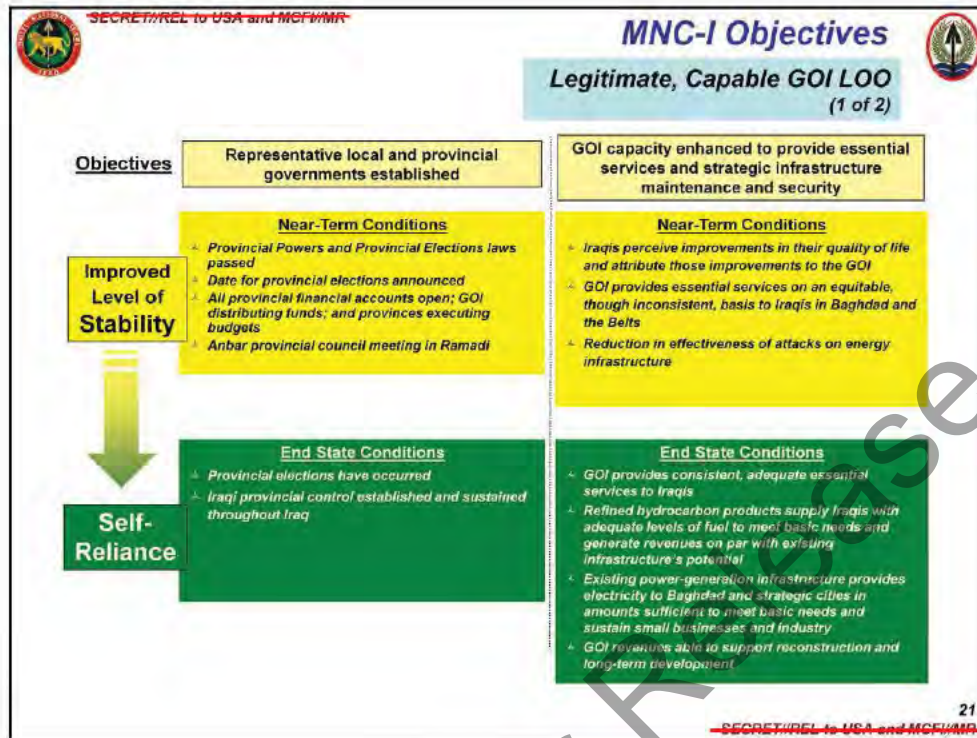 SECRET//REL to USA and MCFI//MR
MNC-I Objectives
Legitimate, Capable GOI LOO
(1 of 2)
Objectives
Representative local and provincial
governments established
GOI capacity enhanced to provide essential
services and strategic infrastructure
maintenance and security
Improved
Level of
Stability
Near-Term Conditions
Provincial Powers and Provincial Elections laws
passed
Date for provincial elections announced
All provincial financial accounts open; GOI
distributing funds; and provinces executing
budgets
Anbar provincial council meeting in Ramadi
Near-Term Conditions
Iraqis perceive improvements in their quality of life
and attribute those improvements to the GOI
GOI provides essential services on an equitable,
though inconsistent, basis to Iraqis in Baghdad and
the Belts
Reduction in effectiveness of attacks on energy
infrastructure
Self-
Reliance
End State Conditions
Provincial elections have occurred
Iraqi provincial control established and sustained
throughout Iraq
End State Conditions
GOI provides consistent, adequate essential
services to Iraqis
Refined hydrocarbon products supply Iraqis with
adequate levels of fuel to meet basic needs and
generate revenues on par with existing
infrastructure's potential
Existing power-generation infrastructure provides
electricity to Baghdad and strategic cities in
amounts sufficient to meet basic needs and
sustain small businesses and industry
GOI revenues able to support reconstruction and
long-term development
Release
21
SECRET//REL to USA and MCFI//MR